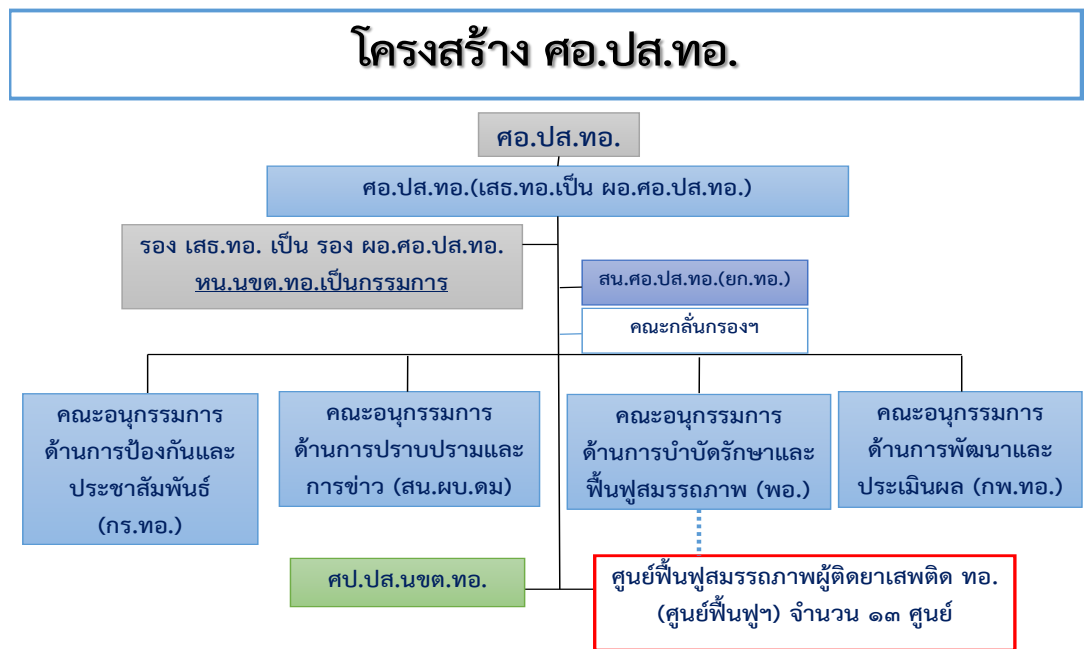 โครงสร้าง ศอ.ปส.ทอ.
ศอ.ปส.ทอ.
ศอ.ปส.ทอ.(เสธ.ทอ.เป็น ผอ.ศอ.ปส.ทอ.)
รอง เสธ.ทอ. เป็น รอง ผอ.ศอ.ปส.ทอ.
หน.นขต.ทอ.เป็นกรรมการ
สน.ศอ.ปส.ทอ.(ยก.ทอ.)
คณะกลั่นกรองฯ
คณะอนุกรรมการ
ด้านการป้องกันและ
ประชาสัมพันธ์
(กร.ทอ.)
คณะอนุกรรมการ
ด้านการปราบปรามและ
การข่าว (สน.ผบ.ดม)
คณะอนุกรรมการ
ด้านการบำบัดรักษาและ
ฟื้นฟูสมรรถภาพ (พอ.)
คณะอนุกรรมการ
ด้านการพัฒนาและ
ประเมินผล (กพ.ทอ.)
ศป.ปส.นขต.ทอ.
ศูนย์ฟื้นฟูสมรรถภาพผู้ติดยาเสพติด ทอ.
(ศูนย์ฟื้นฟูฯ) จำนวน ๑๓ ศูนย์